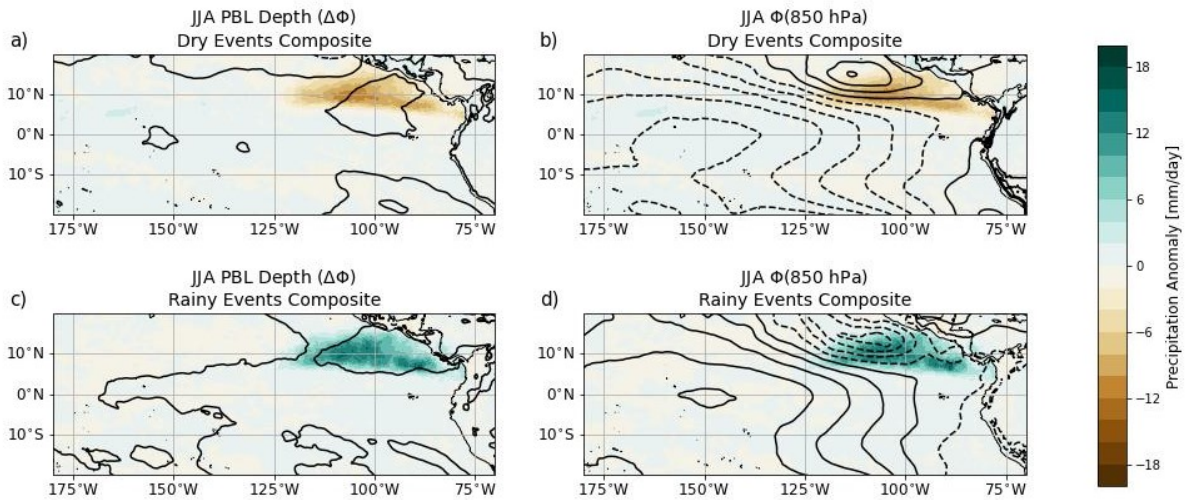 JJA PBL Depth (ΔΦ)
a)
Dry Events Composite
10°N
0°N
10°S
175°W 150°W 125°W 100°W 75°W
JJA Φ(850 hPa)
b)
Dry Events Composite
10°N
0°N
10°S
175°W 150°W 125°W 100°W 75°W
JJA PBL Depth (ΔΦ)
c)
Rainy Events Composite
10°N
0°N
10°S
175°W 150°W 125°W 100°W 75°W
JJA Φ(850 hPa)
d)
Rainy Events Composite
10°N
0°N
10°S
175°W 150°W 125°W 100°W 75°W
18
12
6
0
−6
−12
−18
Precipitation Anomaly [mm/day]